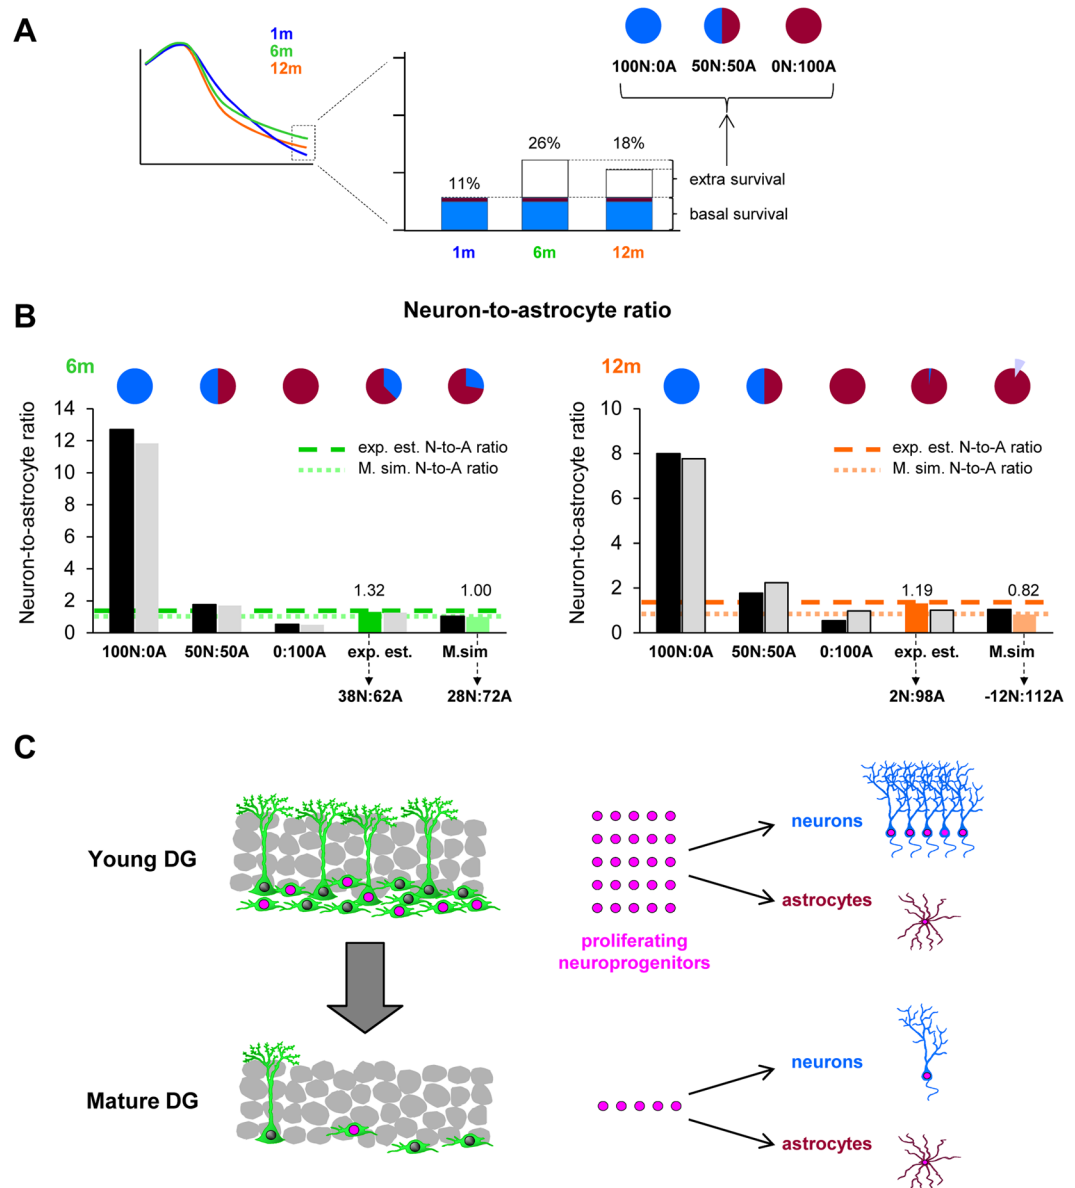 A
1m
6m
12m
100N:0A
50N:50A
0N:100A
11%
26%
18%
extra survival
basal survival
1m
6m
12m
B
Neuron-to-astrocyte ratio
6m
Neuron-to-astrocyte ratio
14
12
10
8
6
4
2
0
exp. est. N-to-A ratio
M. sim. N-to-A ratio
1.32
1.00
100N:0A
50N:50A
0:100A
exp. est.
M.sim
38N:62A
28N:72A
12m
Neuron-to-astrocyte ratio
10
8
6
4
2
0
exp. est. N-to-A ratio
M. sim. N-to-A ratio
1.19
0.82
100N:0A
50N:50A
0:100A
exp. est.
M.sim
2N:98A
-12N:112A
C
Young DG
proliferating
neuroprogenitors
neurons
astrocytes
Mature DG
neurons
astrocytes